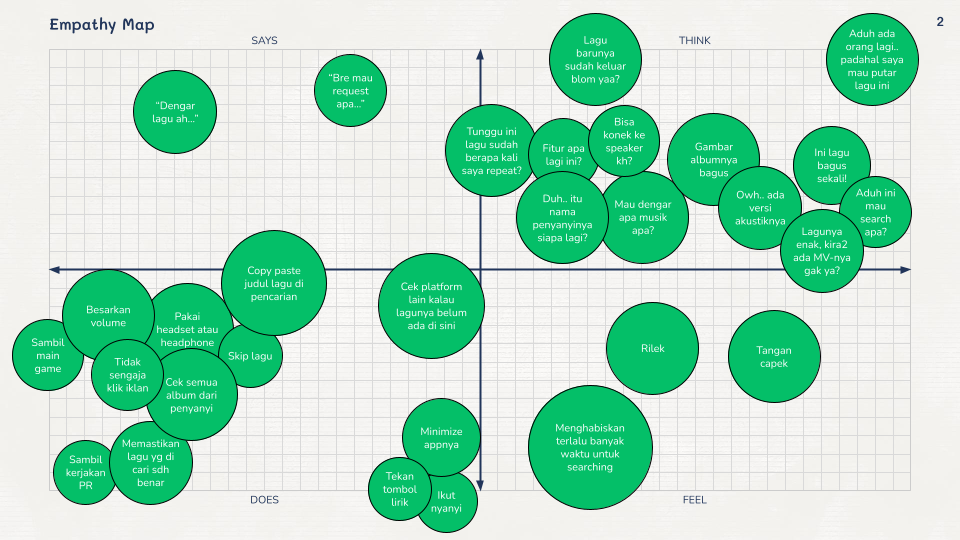 Empathy Map
2
SAYS
THINK
“Dengar
lagu ah...”
“Bre mau
request
apa...”
Lagu
barunya
sudah keluar
blom yaa?
Aduh ada
orang lagi..
padahal saya
mau putar
lagu ini
Tunggu ini
lagu sudah
berapa kali
saya repeat?
Fitur apa
lagi ini?
Bisa
konek ke
speaker
kh?
Gambar
albumnya
bagus
Ini lagu
bagus
sekali!
Duh.. itu
nama
penyanyinya
siapa lagi?
Mau dengar
apa musik
apa?
Owh.. ada
versi
akustiknya
Aduh ini
mau
search
apa?
Lagunya
enak, kira2
ada MV-nya
gak ya?
Copy paste
judul lagu di
pencarian
Cek platform
lain kalau
lagunya belum
ada di sini
Besarkan
volume
Pakai
headset atau
headphone
Sambil
main
game
Tidak
sengaja
klik iklan
Skip lagu
Cek semua
album dari
penyanyi
Sambil
kerjakan
PR
Memastikan
lagu yg di
cari sdh
benar
Minimize
appnya
Tekan
tombol
lirik
Ikut
nyanyi
Rilek
Tangan
capek
Menghabiskan
terlalu banyak
waktu untuk
searching
DOES
FEEL